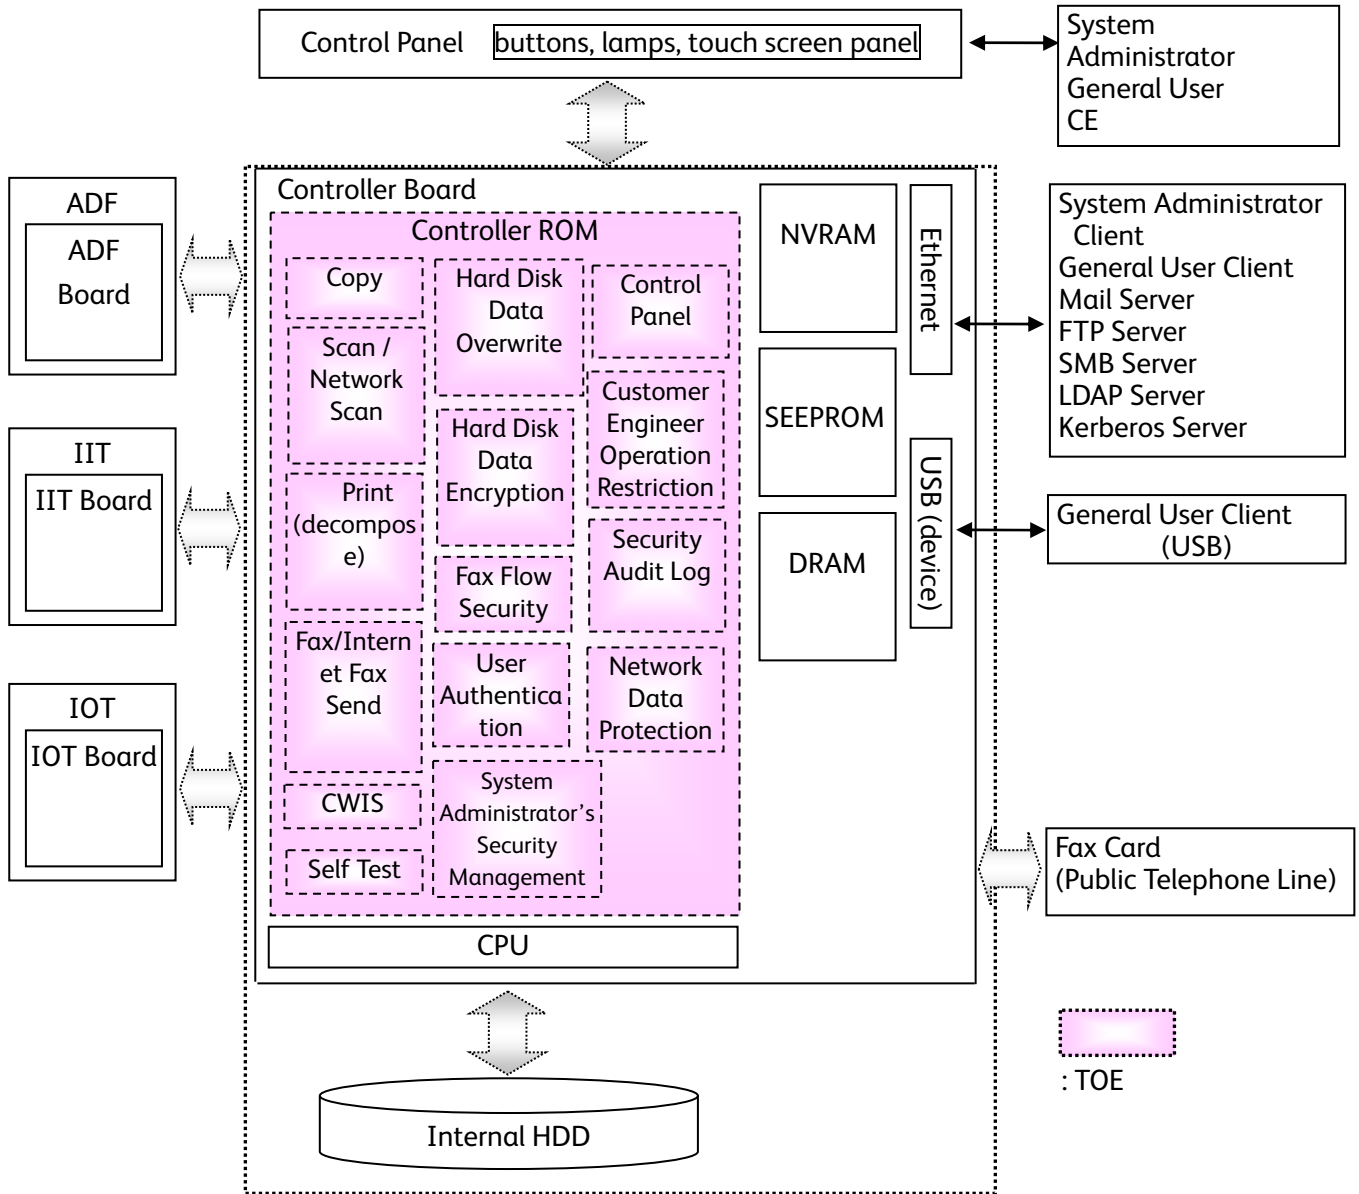 Control Panel buttons, lamps, touch screen panel
System
Administrator
General User
CE
ADF
ADF
Board
IIT
IIT Board
IOT
IOT Board
Controller Board
Controller ROM
Copy
Scan /
Network
Scan
Print
(decompos
e)
Fax/Intern
et Fax
Send
CWIS
Self Test
Hard Disk
Data
Overwrite
Hard Disk
Data
Encryption
Fax Flow
Security
User
Authentica
tion
System
Administrator’s
Security
Management
Control
Panel
Customer
Engineer
Operation
Restriction
Security
Audit Log
Network
Data
Protection
CPU
NVRAM
SEEPROM
DRAM
Ethernet
USB (device)
System Administrator
Client
General User Client
Mail Server
FTP Server
SMB Server
LDAP Server
Kerberos Server
General User Client
(USB)
Fax Card
(Public Telephone Line)
Internal HDD
: TOE